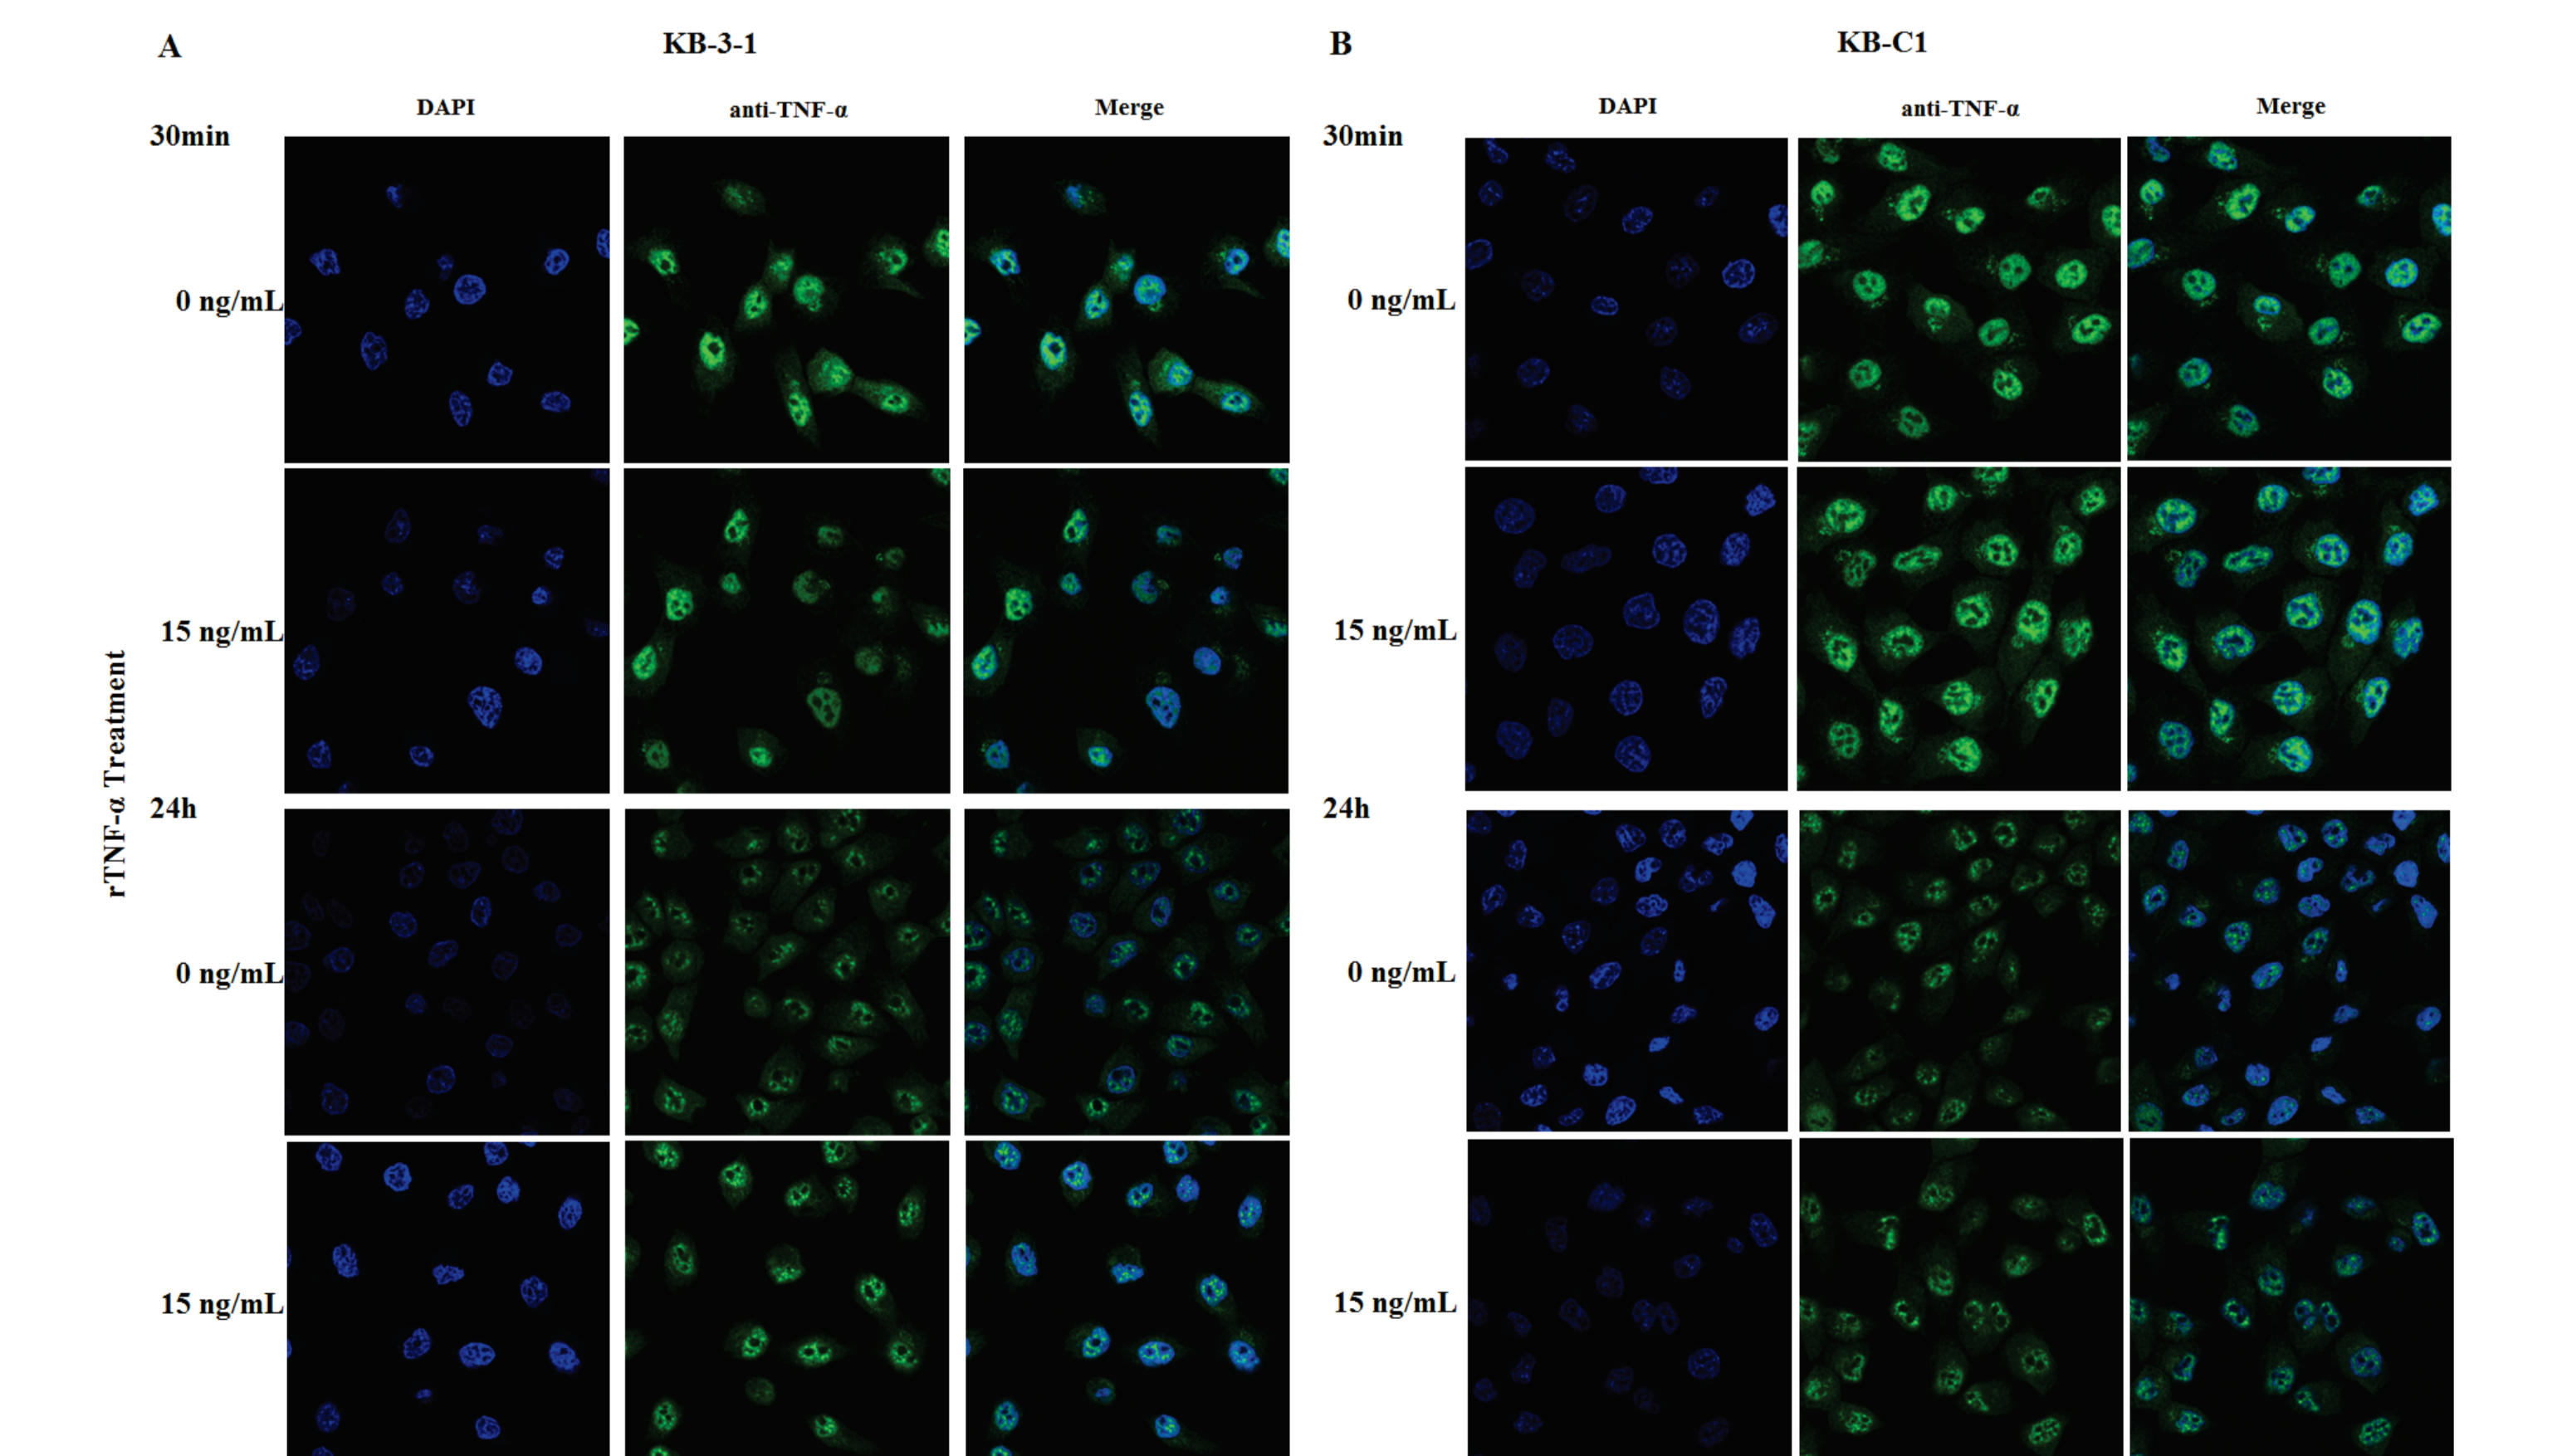 A
KB-3-1
DAPI
anti-TNF-α
Merge
30min
0 ng/mL
15 ng/mL
24h
0 ng/mL
15 ng/mL
rTNF-α Treatment
B
KB-C1
DAPI
anti-TNF-α
Merge
30min
0 ng/mL
15 ng/mL
24h
0 ng/mL
15 ng/mL